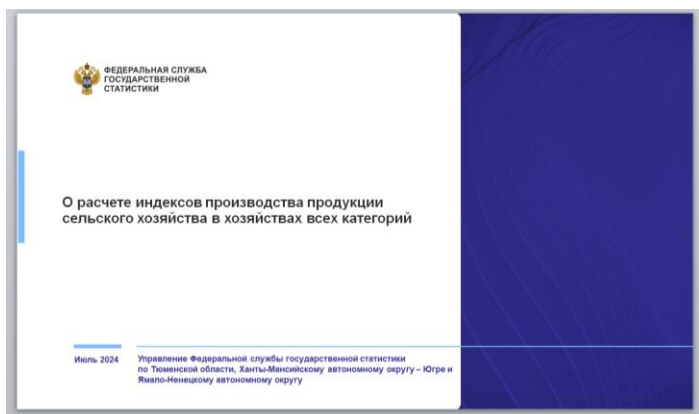 ФЕДЕРАЛЬНАЯ СЛУЖБА
ГОСУДАРСТВЕННОЙ
СТАТИСТИКИ
О расчете индексов производства продукции
сельского хозяйства в хозяйствах всех категорий
Июль 2024
Управление Федеральной службы государственной статистики
по Тюменской области, Ханты-Мансийскому автономному округу – Югре и
Ямало-Ненецкому автономному округу